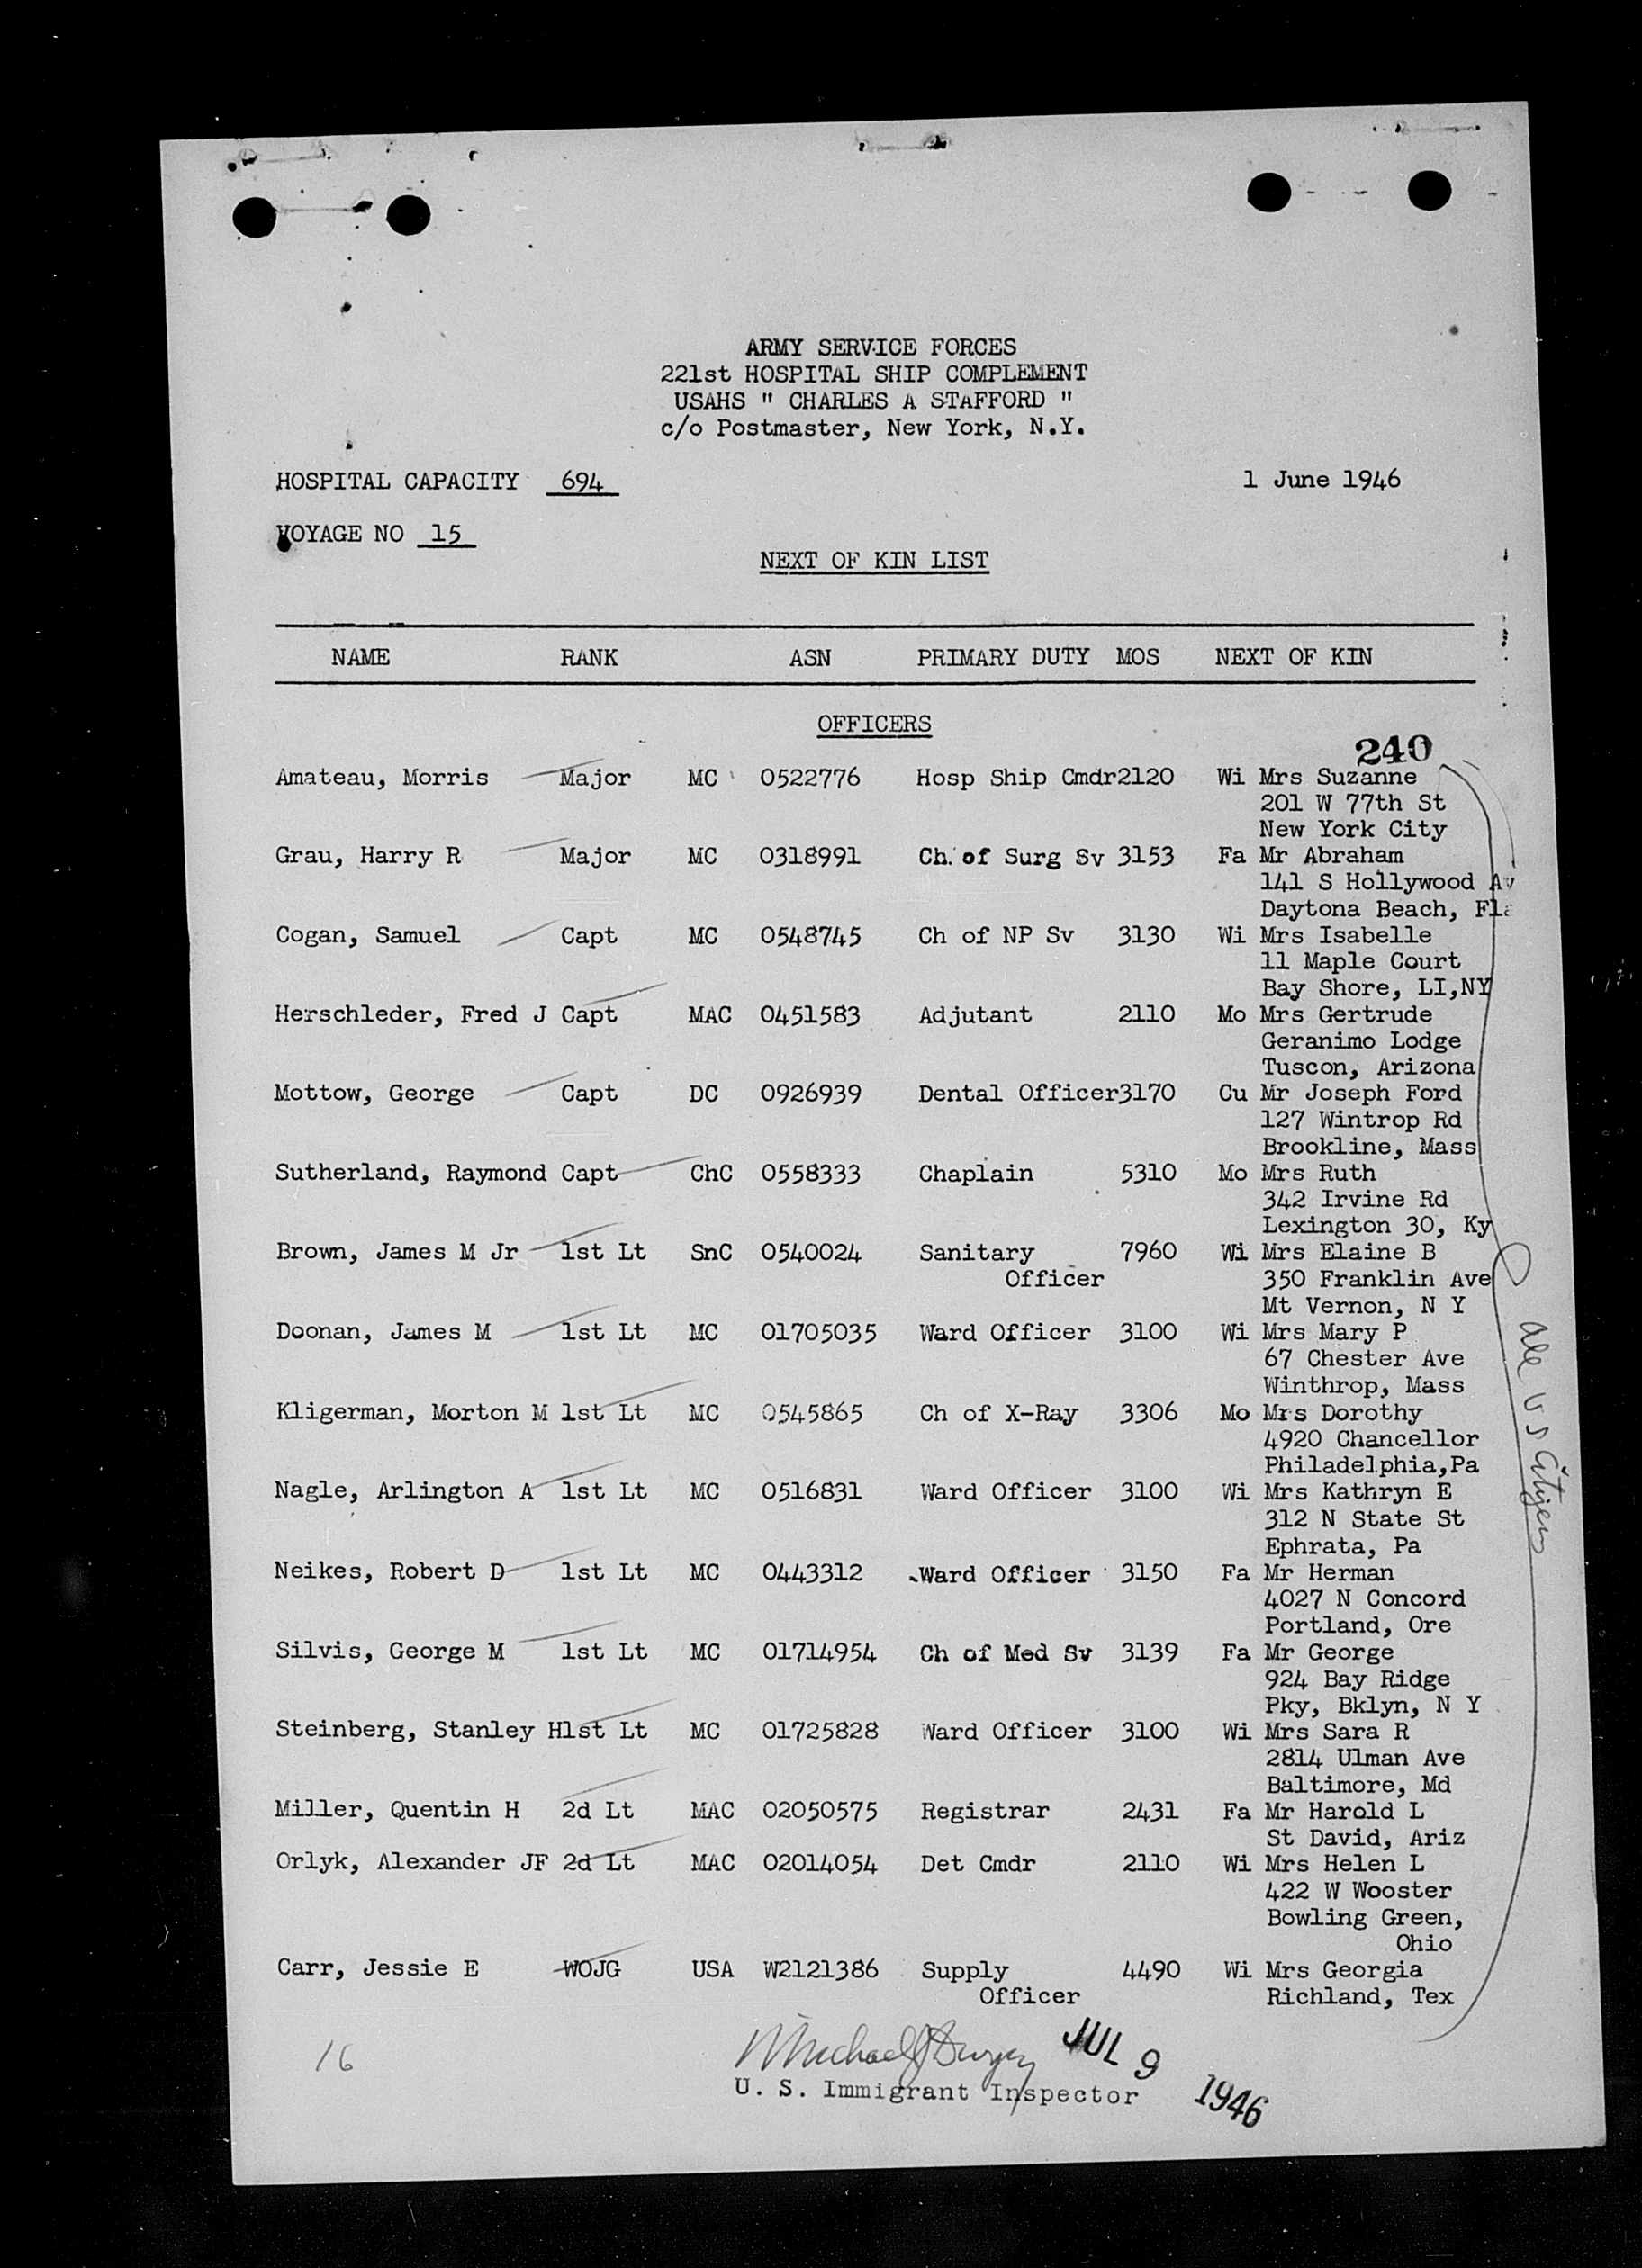 ARMY SERVICE FORCES
221st HOSPITAL SHIP COMPLEMENT
USAHS " CHARLES A STAFFORD "
c/o Postmaster, New York, N.Y.
HOSPITAL CAPACITY 694 1 June 1946
VOYAGE NO 15
NEXT OF KIN LIST
NAME RANK ASN PRIMARY DUTY MOS NEXT OF KIN
OFFICERS
240
Amateau, Morris Major MC 0522776 Hosp Ship Cmdr2120 Wi Mrs Suzanne
201 W 77th St
New York City
Grau, Harry R Major MC 0318991 Ch. of Surg Sv 3153 Fa Mr Abraham
141 S Hollywood Av
Daytona Beach, Fla
Cogan, Samuel Capt MC 0548745 Ch of NP Sv 3130 Wi Mrs Isabelle
11 Maple Court
Bay Shore, LI,NY
Herschleder, Fred J Capt MAC 0451583 Adjutant 2110 Mo Mrs Gertrude
Geranimo Lodge
Tuscon, Arizona
Mottow, George Capt DC 0926939 Dental Officer3170 Cu Mr Joseph Ford
127 Wintrop Rd
Brookline, Mass
Sutherland, Raymond Capt ChC 0558333 Chaplain 5310 Mo Mrs Ruth
342 Irvine Rd
Lexington 30, Ky
Brown, James M Jr 1st Lt SnC 0540024 Sanitary 7960 Wi Mrs Elaine B
Officer 350 Franklin Ave
Mt Vernon, N Y
Doonan, James M 1st Lt MC 01705035 Ward Officer 3100 Wi Mrs Mary P
67 Chester Ave
Winthrop, Mass
Kligerman, Morton M 1st Lt MC 0545865 Ch of X-Ray 3306 Mo Mrs Dorothy
4920 Chancellor
Philadelphia,Pa
Nagle, Arlington A 1st Lt MC 0516831 Ward Officer 3100 Wi Mrs Kathryn E
312 N State St
Ephrata, Pa
Neikes, Robert D 1st Lt MC 0443312 Ward Officer 3150 Fa Mr Herman
4027 N Concord
Portland, Ore
Silvis, George M 1st Lt MC 01714954 Ch of Med Sv 3139 Fa Mr George
924 Bay Ridge
Pky, Bklyn, N Y
Steinberg, Stanley H1st Lt MC 01725828 Ward Officer 3100 Wi Mrs Sara R
2814 Ulman Ave
Baltimore, Md
Miller, Quentin H 2d Lt MAC 02050575 Registrar 2431 Fa Mr Harold L
St David, Ariz
Orlyk, Alexander JF 2d Lt MAC 02014054 Det Cmdr 2110 Wi Mrs Helen L
422 W Wooster
Bowling Green,
Ohio
Carr, Jessie E WOJG USA W2121386 Supply 4490 Wi Mrs Georgia
Officer Richland, Tex
all U S Citizens
16
Michael J
U. S. Immigrant Inspector
JUL 9 1946